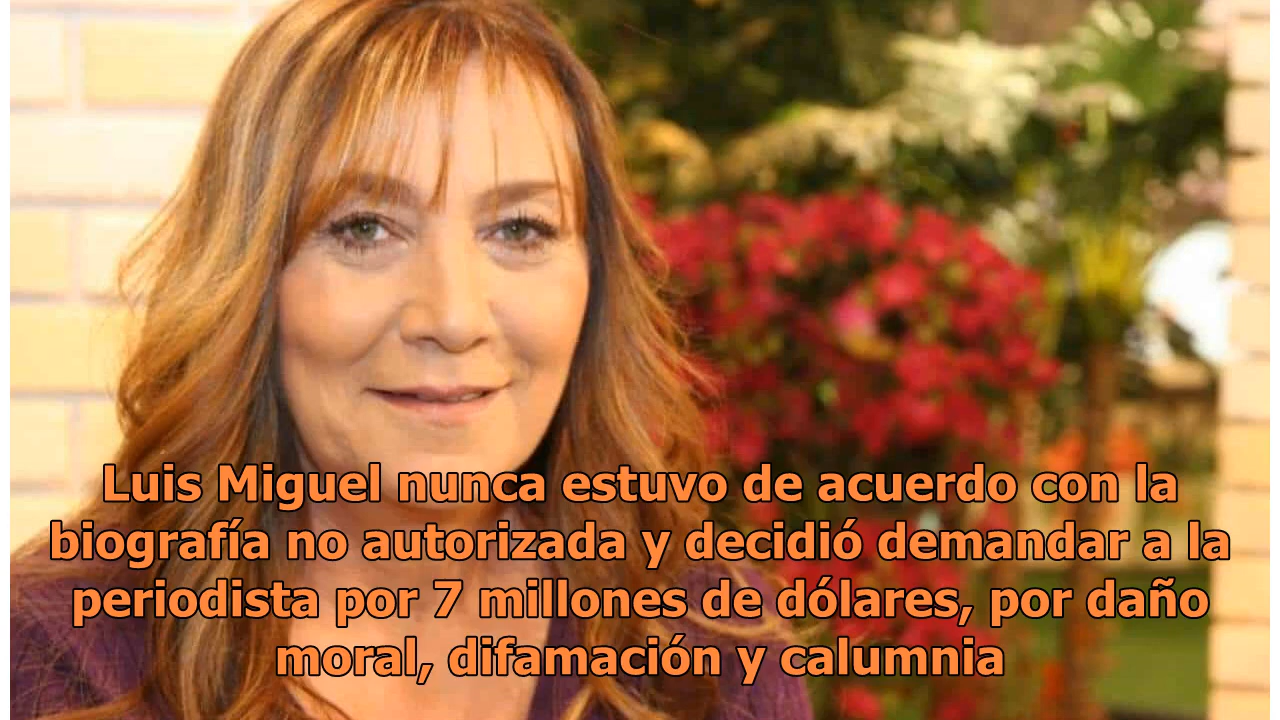 Luis Miguel nunca estuvo de acuerdo con la
biografía no autorizada y decidió demandar a la
periodista por 7 millones de dólares, por daño
moral, difamación y calumnia